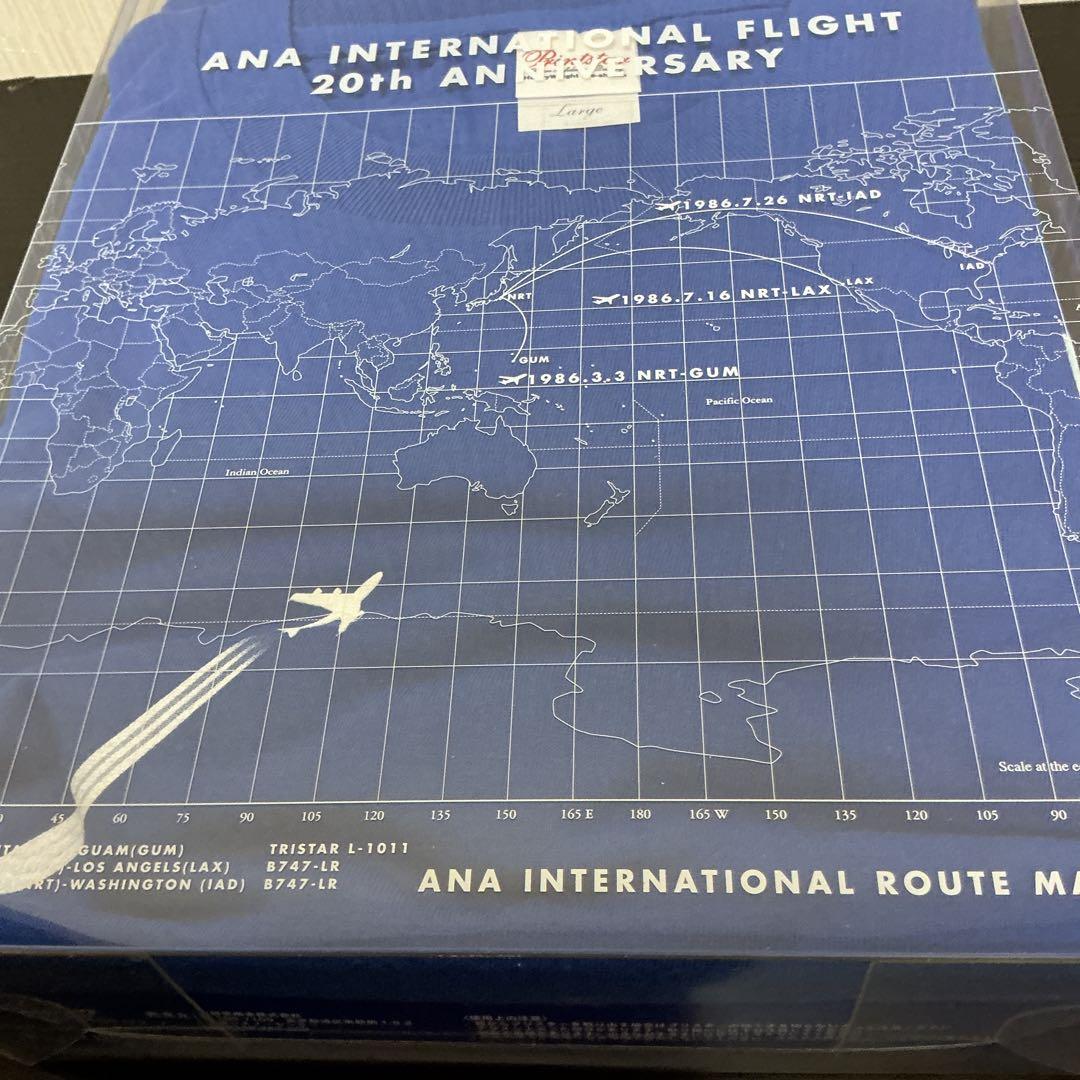 ANA INTERNATIONAL FLIGHT
20th ANNIVERSARY
Printstar
Large
1986.7.26 NRT-IAD
IAD
LAX
NRT
1986.7.16 NRT-LAX
GUM
1986.3.3 NRT-GUM
Pacific Ocean
Indian Ocean
Scale at the e
45 60 75 90 105 120 135 150 165 E 180 165 W 150 135 120 105 90
GUAM(GUM) TRISTAR L-1011
)-LOS ANGELS(LAX) B747-LR
RT)-WASHINGTON (IAD) B747-LR
ANA INTERNATIONAL ROUTE MA